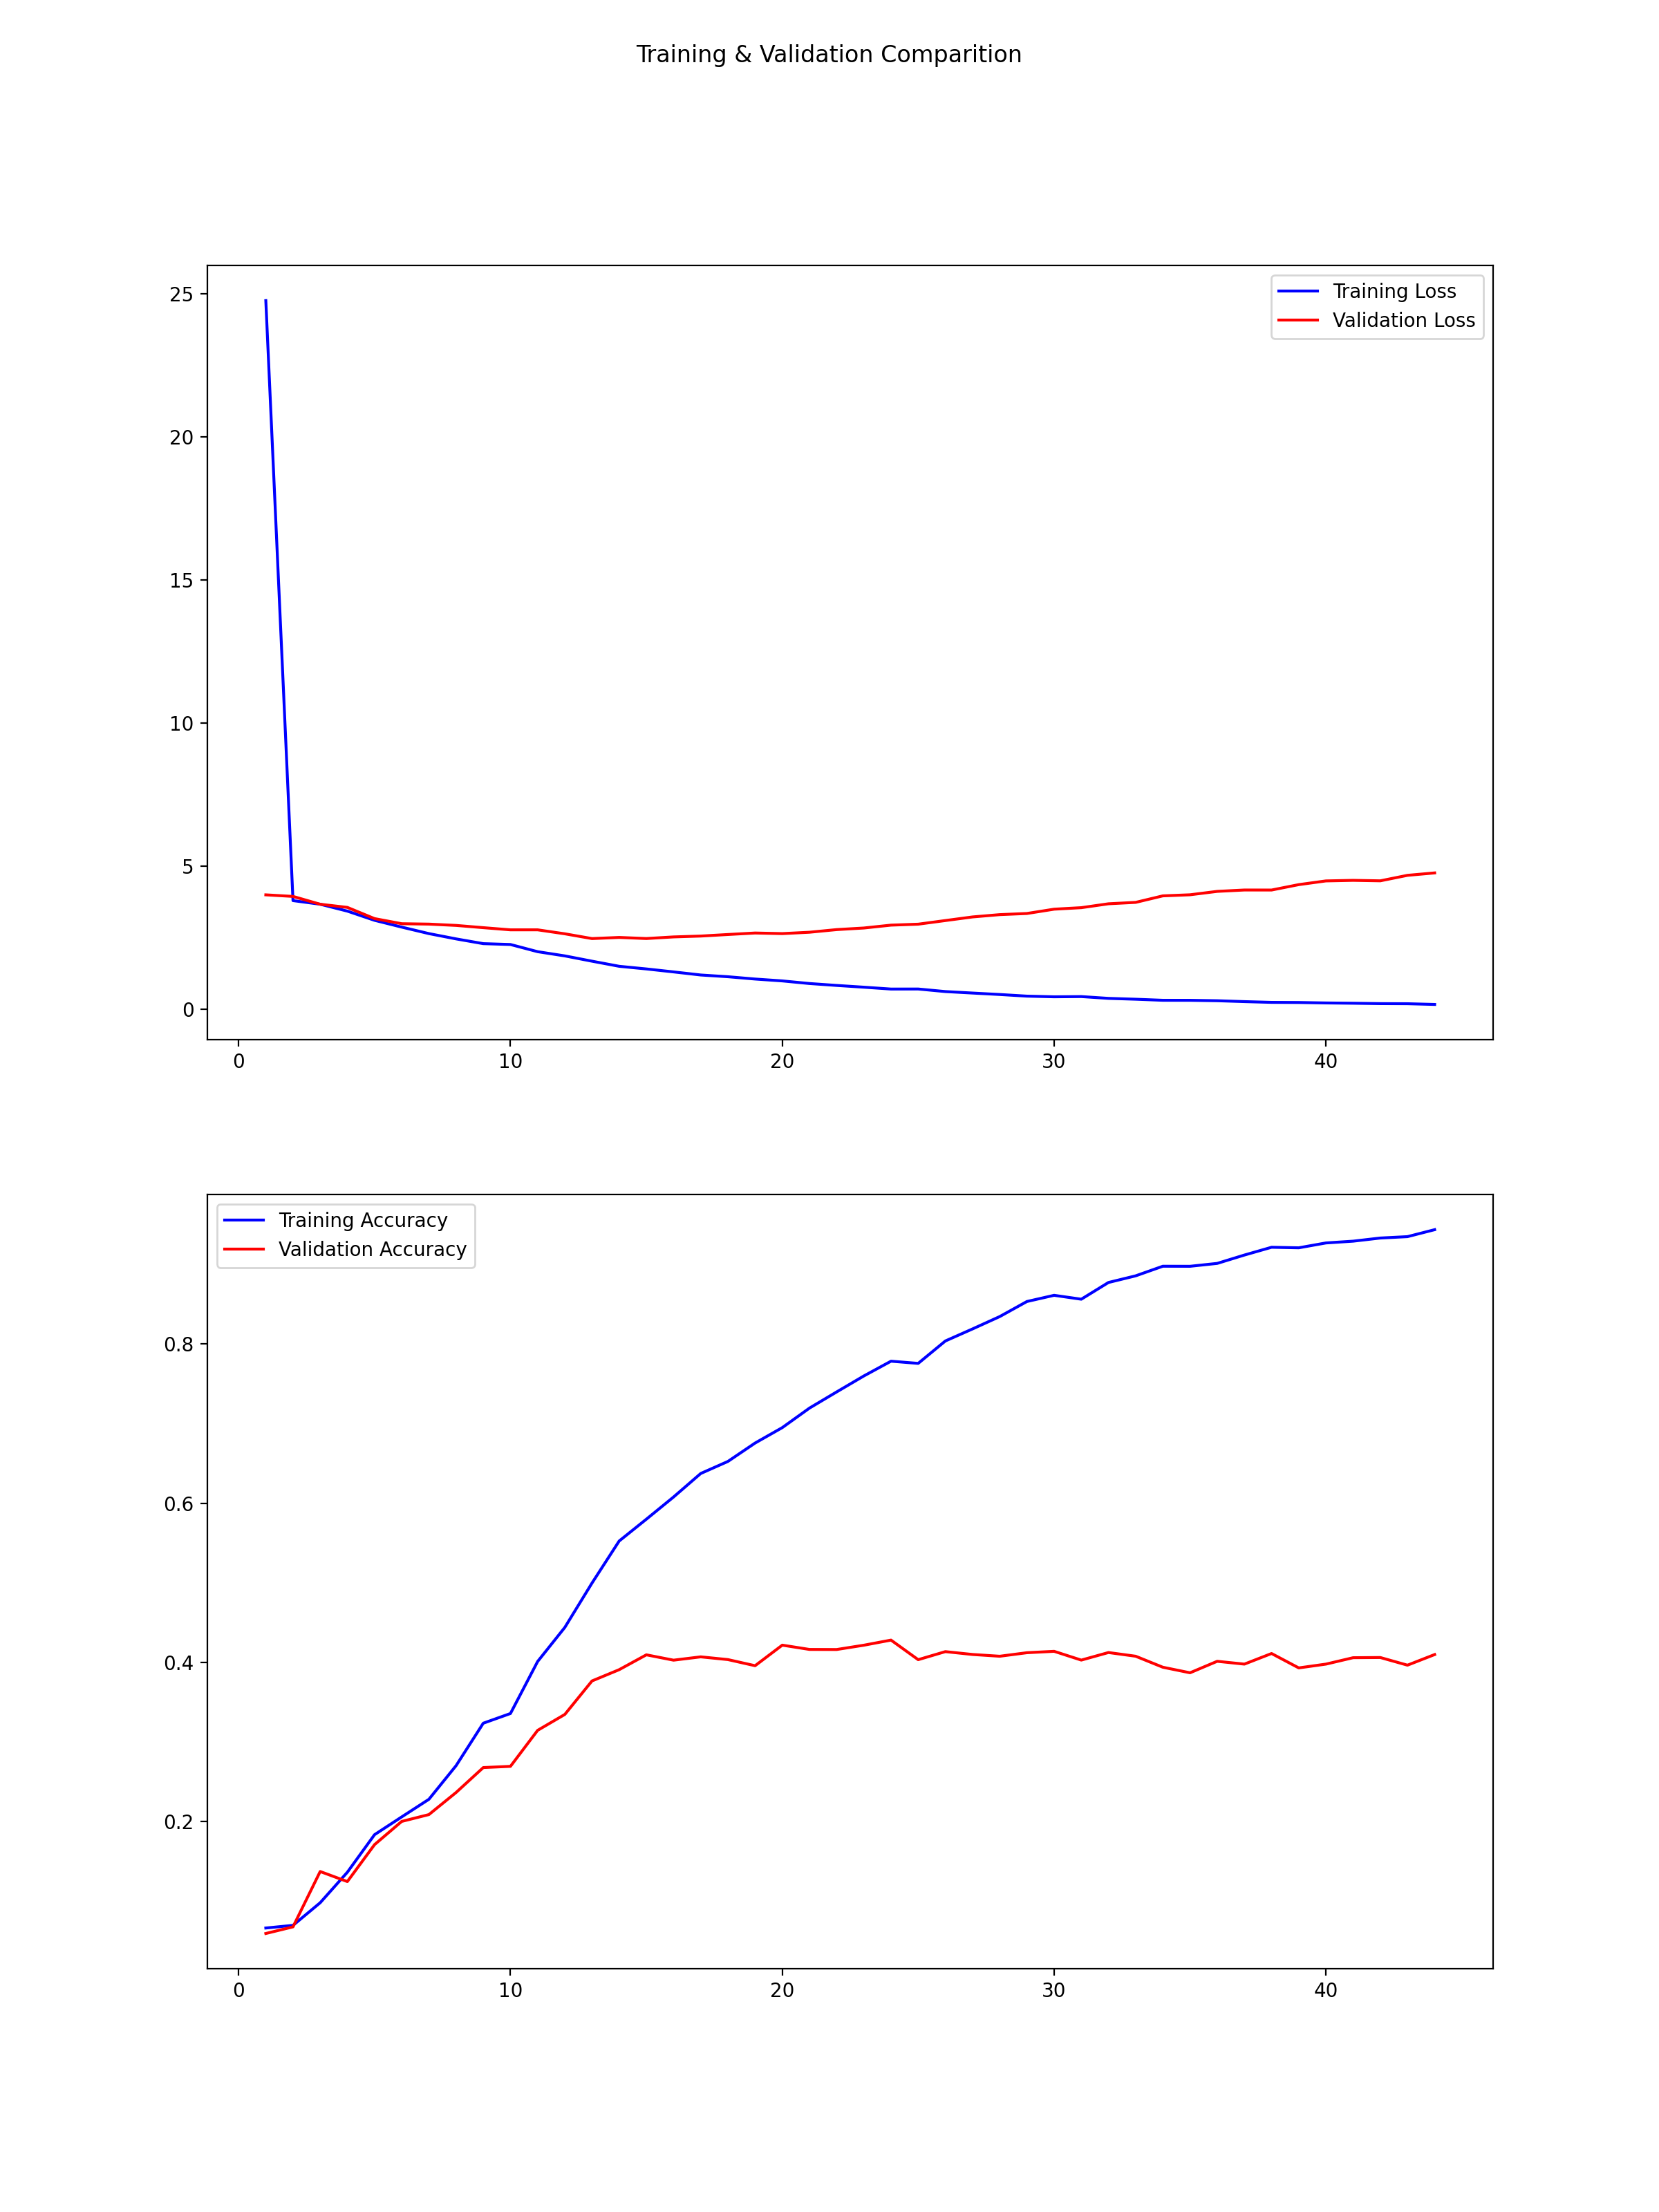 Training & Validation Comparition
Training Loss
Validation Loss
25
20
15
10
5
0
0 10 20 30 40
Training Accuracy
Validation Accuracy
0.8
0.6
0.4
0.2
0 10 20 30 40